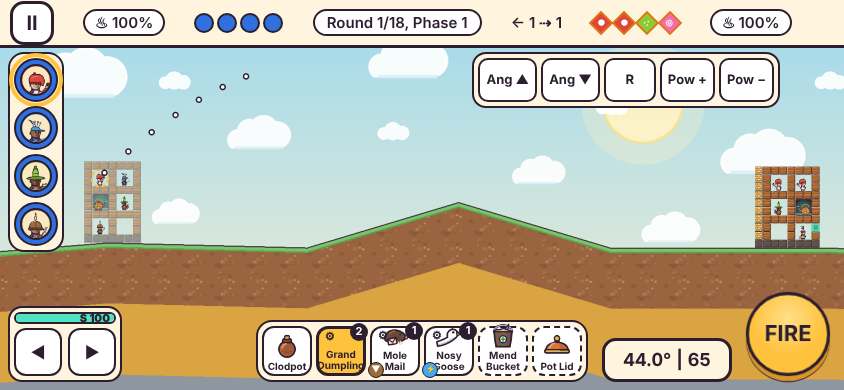 100%
Round 1/18, Phase 1
← 1 ⇢ 1
100%
Ang ▲
Ang ▼
R
Pow +
Pow −
S 100
◀
▶
Clodpot
2
Grand
Dumpling
1
Mole
Mail
1
Nosy
Goose
Mend
Bucket
Pot Lid
44.0° | 65
FIRE